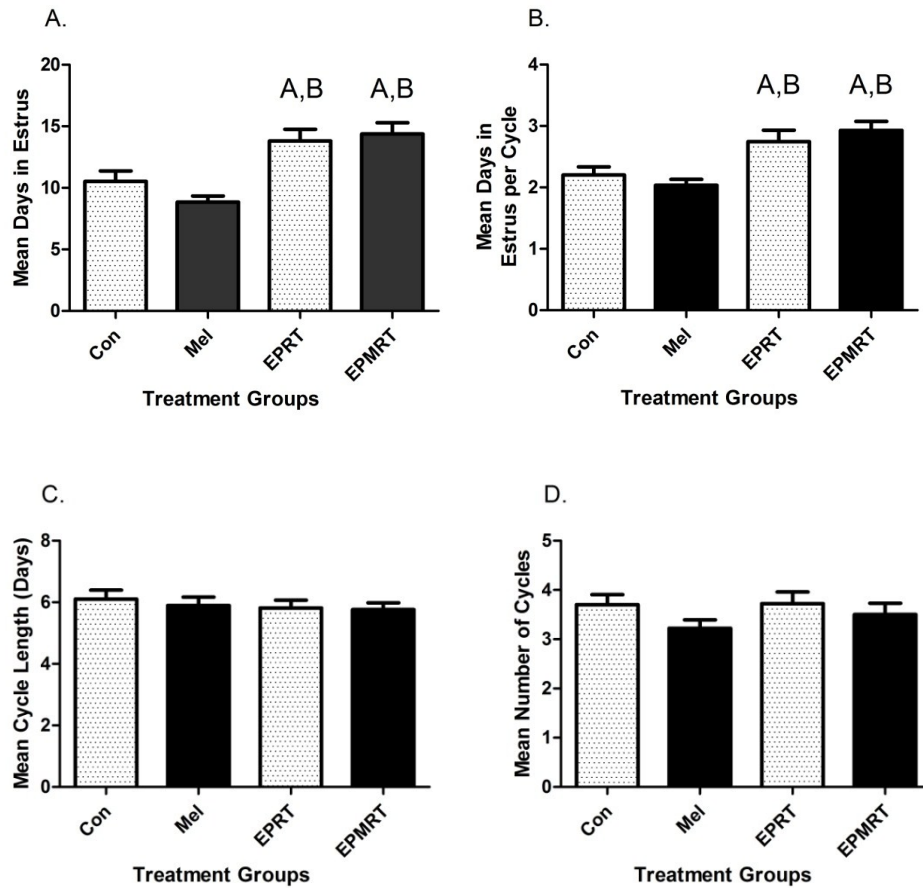 A.
Mean Days in Estrus
20
15
10
5
0
A,B
A,B
Con
Mel
EPRT
EPMRT
Treatment Groups
B.
Mean Days in
Estrus per Cycle
4
3
2
1
0
A,B
A,B
Con
Mel
EPRT
EPMRT
Treatment Groups
C.
Mean Cycle Length (Days)
8
6
4
2
0
Con
Mel
EPRT
EPMRT
Treatment Groups
D.
Mean Number of Cycles
5
4
3
2
1
0
Con
Mel
EPRT
EPMRT
Treatment Groups